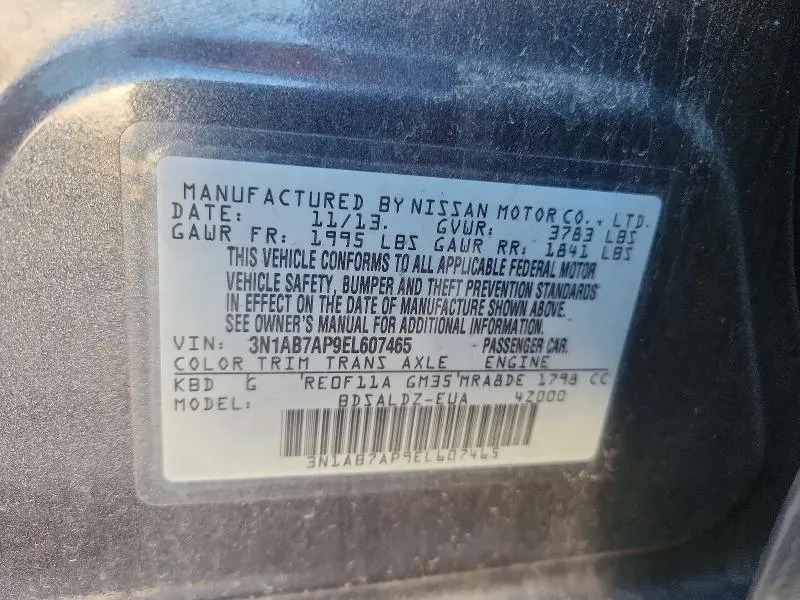 MANUFACTURED BY NISSAN MOTOR CO., LTD.
DATE: 11/13. GVWR: 3783 LBS
GAWR FR: 1995 LBS GAWR RR: 1841 LBS
THIS VEHICLE CONFORMS TO ALL APPLICABLE FEDERAL MOTOR
VEHICLE SAFETY, BUMPER AND THEFT PREVENTION STANDARDS
IN EFFECT ON THE DATE OF MANUFACTURE SHOWN ABOVE.
SEE OWNER'S MANUAL FOR ADDITIONAL INFORMATION.
VIN: 3N1AB7AP9EL607465 - PASSENGER CAR.
COLOR TRIM TRANS AXLE ENGINE
KBD G RE0F11A GM35 MRA8DE 1798 CC
MODEL: BDSALDZ-EUA 4Z000
3N1AB7AP9EL607465